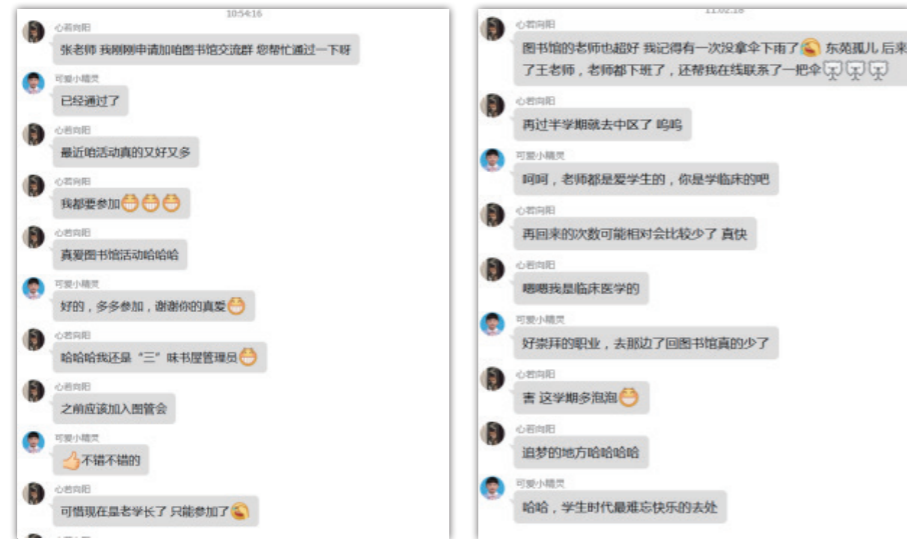 10:54:16
心若向阳
张老师 我刚刚申请加咱图书馆交流群 您帮忙通过一下呀
可爱小精灵
已经通过了
心若向阳
最近咱活动真的又好又多
心若向阳
我都要参加
心若向阳
真爱图书馆活动哈哈哈
可爱小精灵
好的，多多参加，谢谢你的真爱
心若向阳
哈哈哈我还是“三”味书屋管理员
心若向阳
之前应该加入图管会
可爱小精灵
不错不错的
心若向阳
可惜现在是老学长了 只能参加了
心若向阳
图书馆的老师也超好 我记得有一次没拿伞下雨了 东苑孤儿 后来
了王老师，老师都下班了，还帮我在线联系了一把伞
心若向阳
再过半学期就去中区了 呜呜
可爱小精灵
呵呵，老师都是爱学生的，你是学临床的吧
心若向阳
再回来的次数可能相对会比较少了 真快
心若向阳
嗯嗯我是临床医学的
可爱小精灵
好崇拜的职业，去那边了回图书馆真的少了
心若向阳
害 这学期多泡泡
心若向阳
追梦的地方哈哈哈哈
可爱小精灵
哈哈，学生时代最难忘快乐的去处